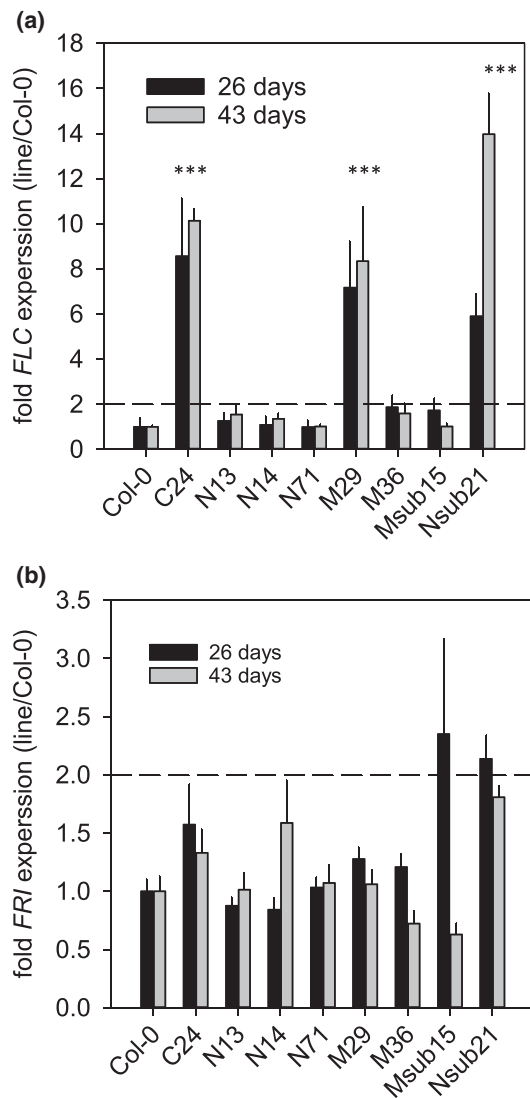 (a)
18
16
14
12
10
8
6
4
2
0
fold FLC experssion (line/Col-0)
26 days
43 days
***
***
***
Col-0
C24
N13
N14
N71
M29
M36
Msub15
Nsub21
(b)
3.5
3.0
2.5
2.0
1.5
1.0
0.5
0.0
fold FRI experssion (line/Col-0)
26 days
43 days
Col-0
C24
N13
N14
N71
M29
M36
Msub15
Nsub21